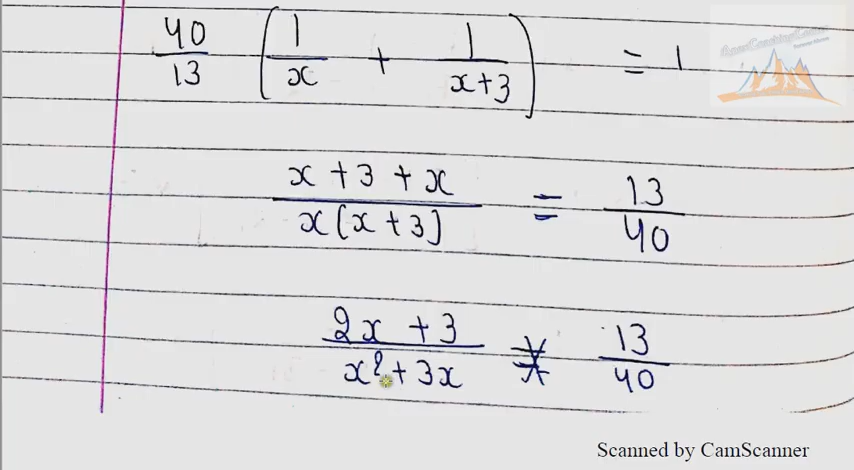 40/13 (1/x + 1/(x+3)) = 1
(x + 3 + x)/(x(x + 3)) = 13/40
(2x + 3)/(x² + 3x) = 13/40
Scanned by CamScanner